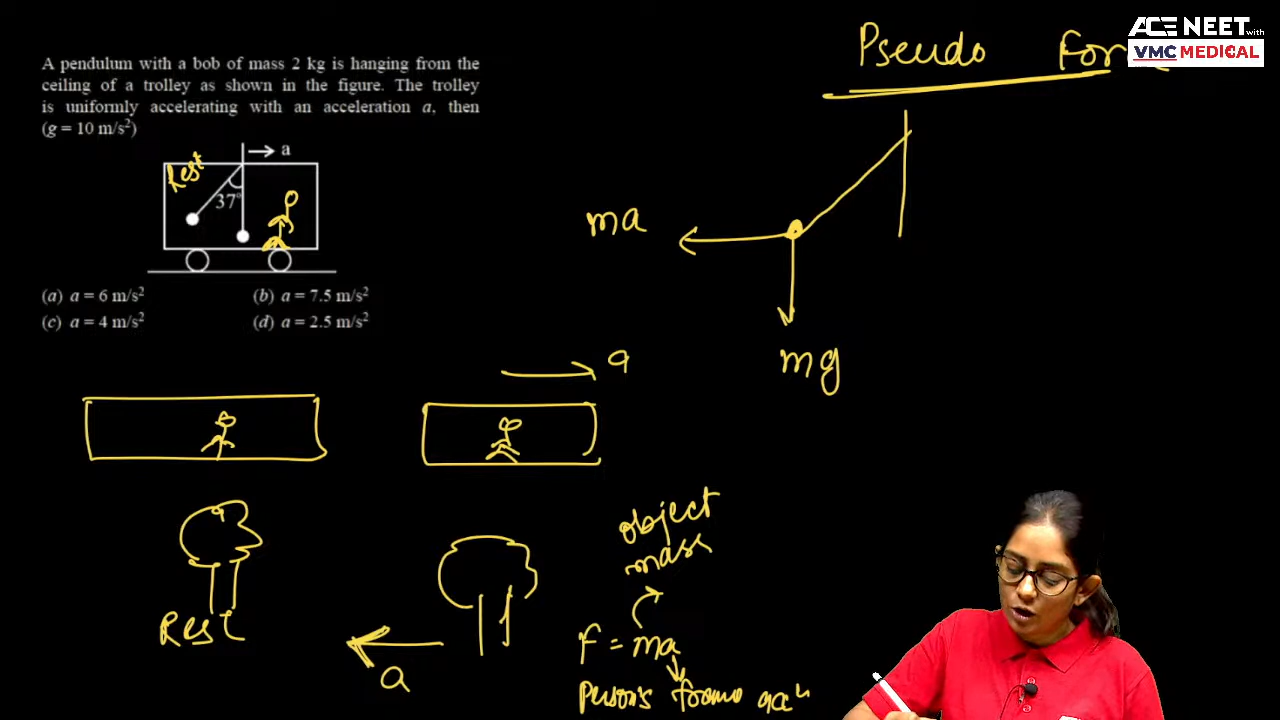 ACE NEET with
VMC MEDICAL
Pseudo
A pendulum with a bob of mass 2 kg is hanging from the
ceiling of a trolley as shown in the figure. The trolley
is uniformly accelerating with an acceleration a, then
(g = 10 m/s²)
a
Rest
37°
(a) a = 6 m/s²
(b) a = 7.5 m/s²
(c) a = 4 m/s²
(d) a = 2.5 m/s²
ma
mg
a
object
mass
Rest
a
F = ma
Person's frame accⁿ